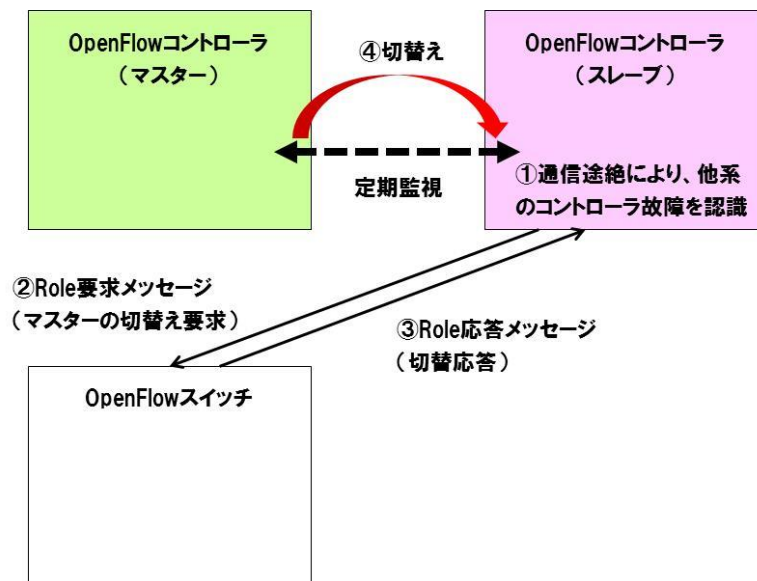 OpenFlowコントローラ
（マスター）
④切替え
OpenFlowコントローラ
（スレーブ）
定期監視
①通信途絶により、他系
のコントローラ故障を認識
②Role要求メッセージ
（マスターの切替え要求）
③Role応答メッセージ
（切替応答）
OpenFlowスイッチ